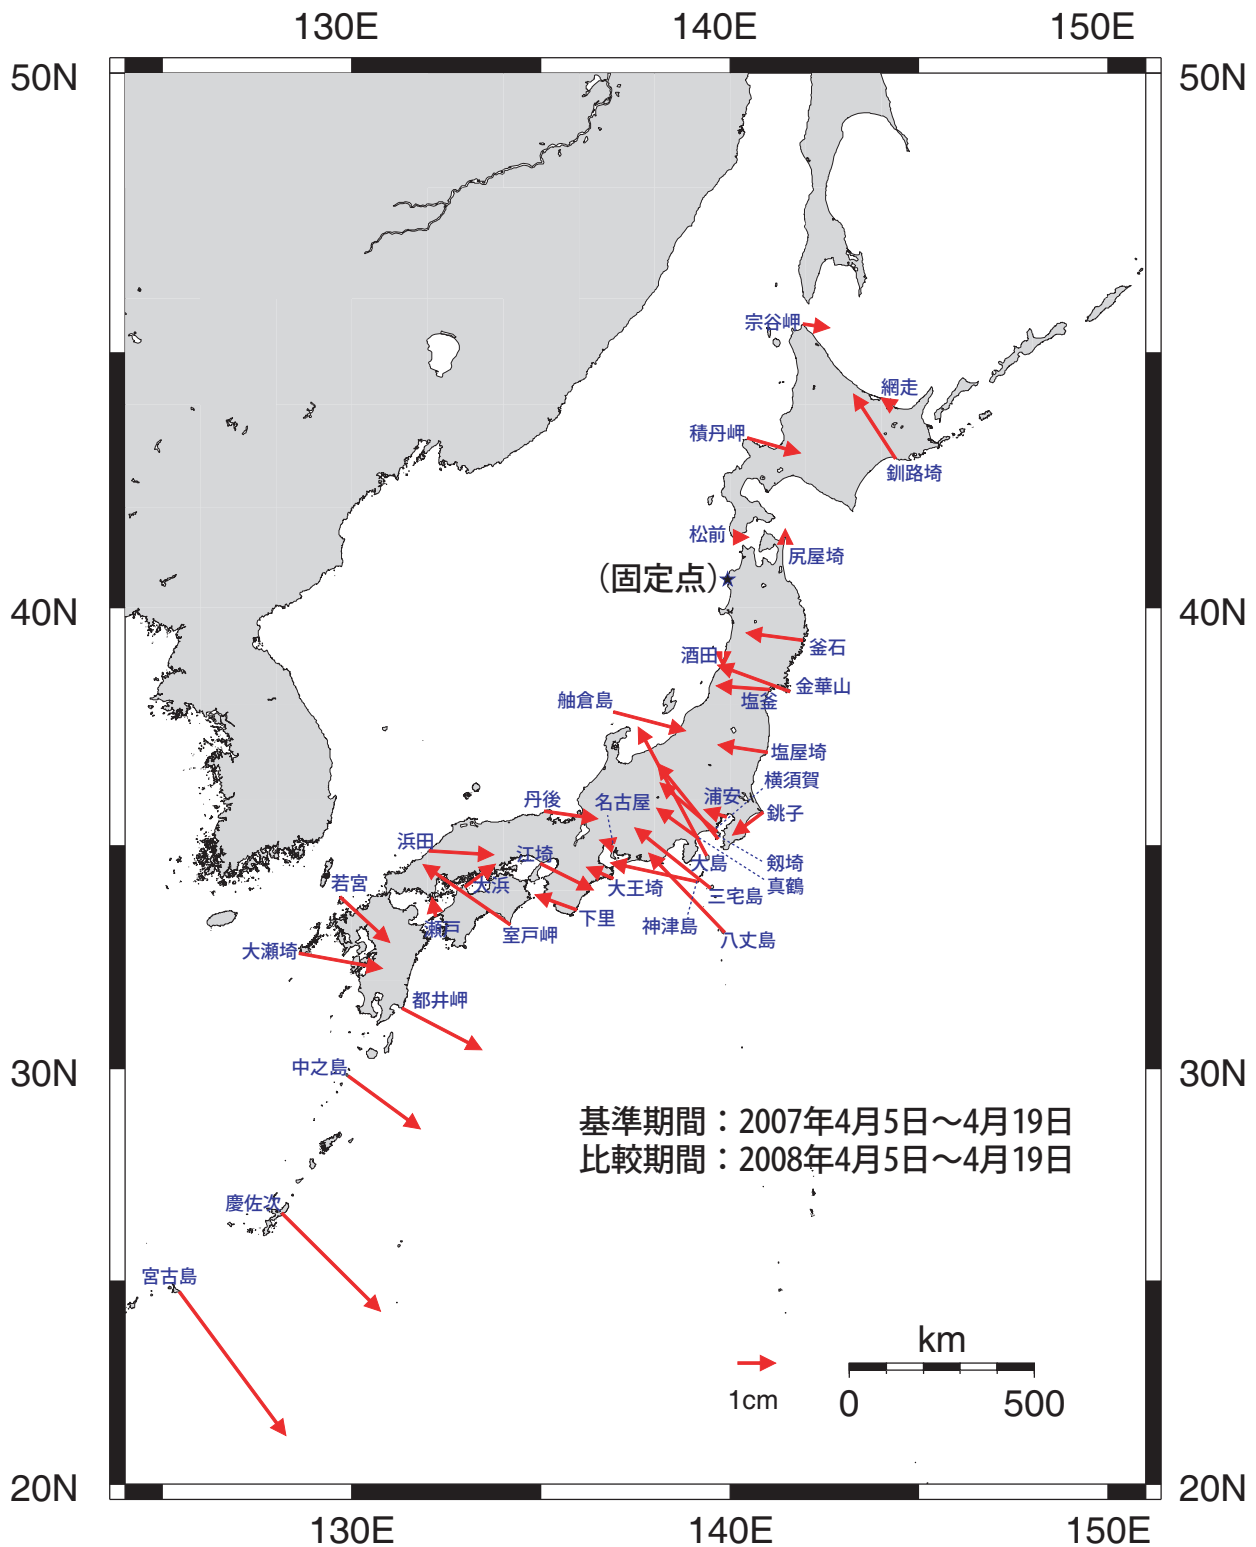 130E 140E 150E
50N 50N
宗谷岬
網走
積丹岬
釧路埼
松前
尻屋埼
（固定点）
40N 40N
釜石
酒田
金華山
塩釜
舳倉島
塩屋埼
横須賀
丹後
名古屋
浦安
銚子
浜田
江埼
剱埼
大島
若宮
大浜
大王埼
真鶴
三宅島
下里
瀬戸
室戸岬
神津島
八丈島
大瀬埼
都井岬
中之島
30N 30N
基準期間：2007年4月5日～4月19日
比較期間：2008年4月5日～4月19日
慶佐次
宮古島
km
1cm
0 500
20N 20N
130E 140E 150E